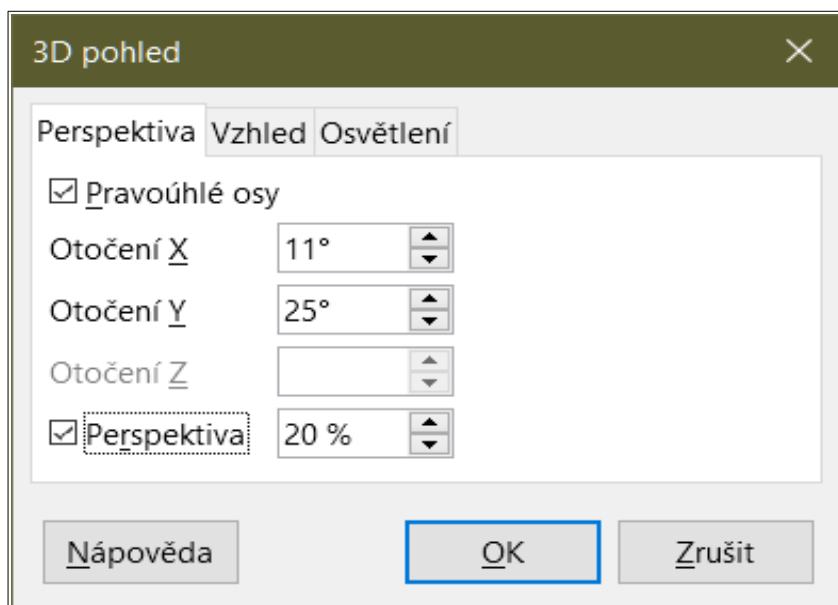 3D pohled
Perspektiva Vzhled Osvětlení
Pravoúhlé osy
Otočení X 11°
Otočení Y 25°
Otočení Z
Perspektiva 20 %
Nápověda OK Zrušit